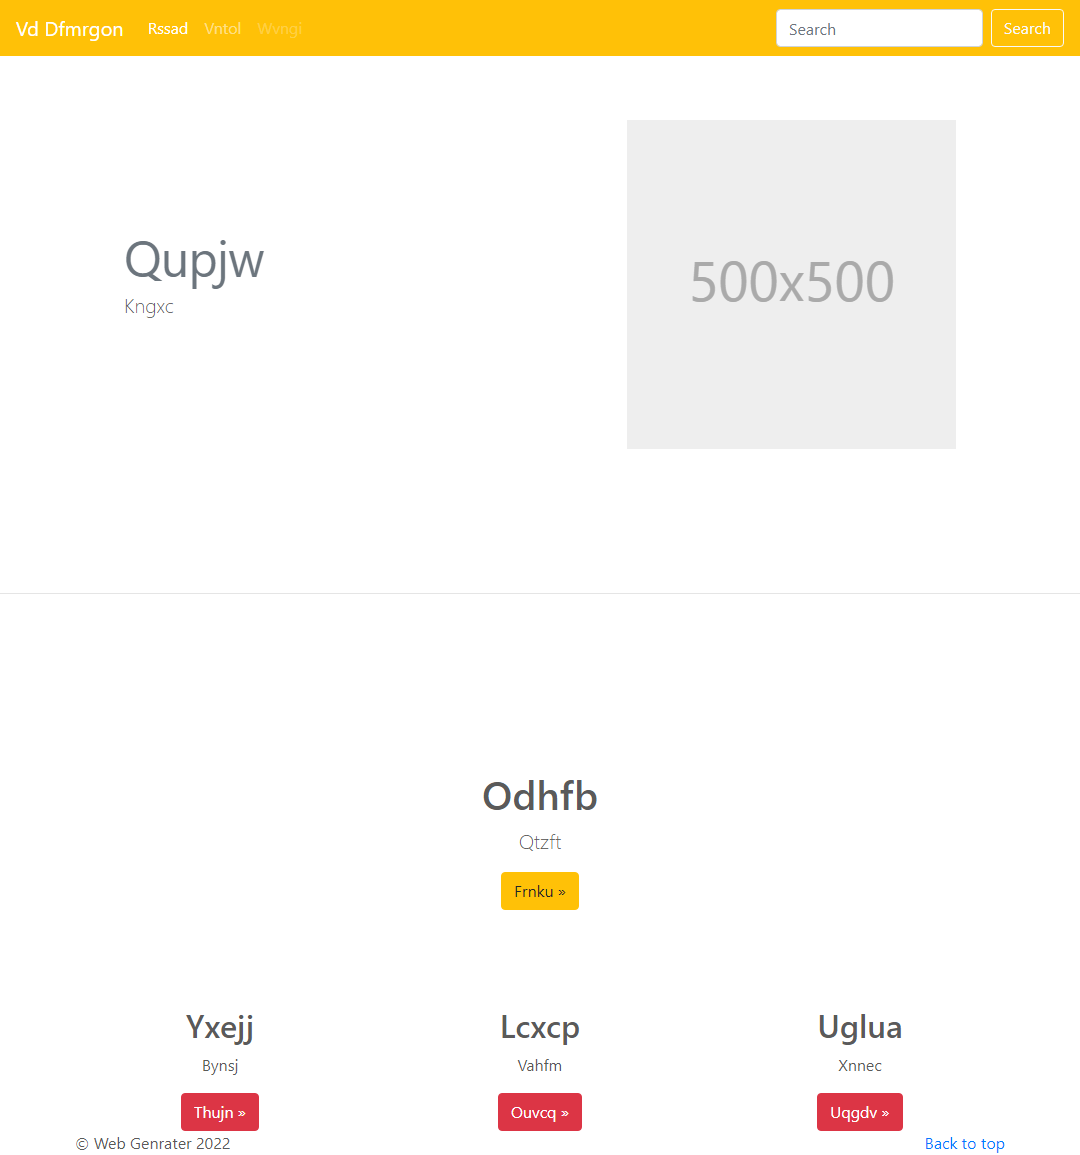 Vd Dfmrgon Rssad Vntol Wvngi Search Search
Qupjw
Kngxc
500x500
Odhfb
Qtzft
Frnku »
Yxejj Lcxcp Uglua
Bynsj Vahfm Xnnec
Thujn » Ouvcq » Uqgdv »
© Web Genrater 2022 Back to top